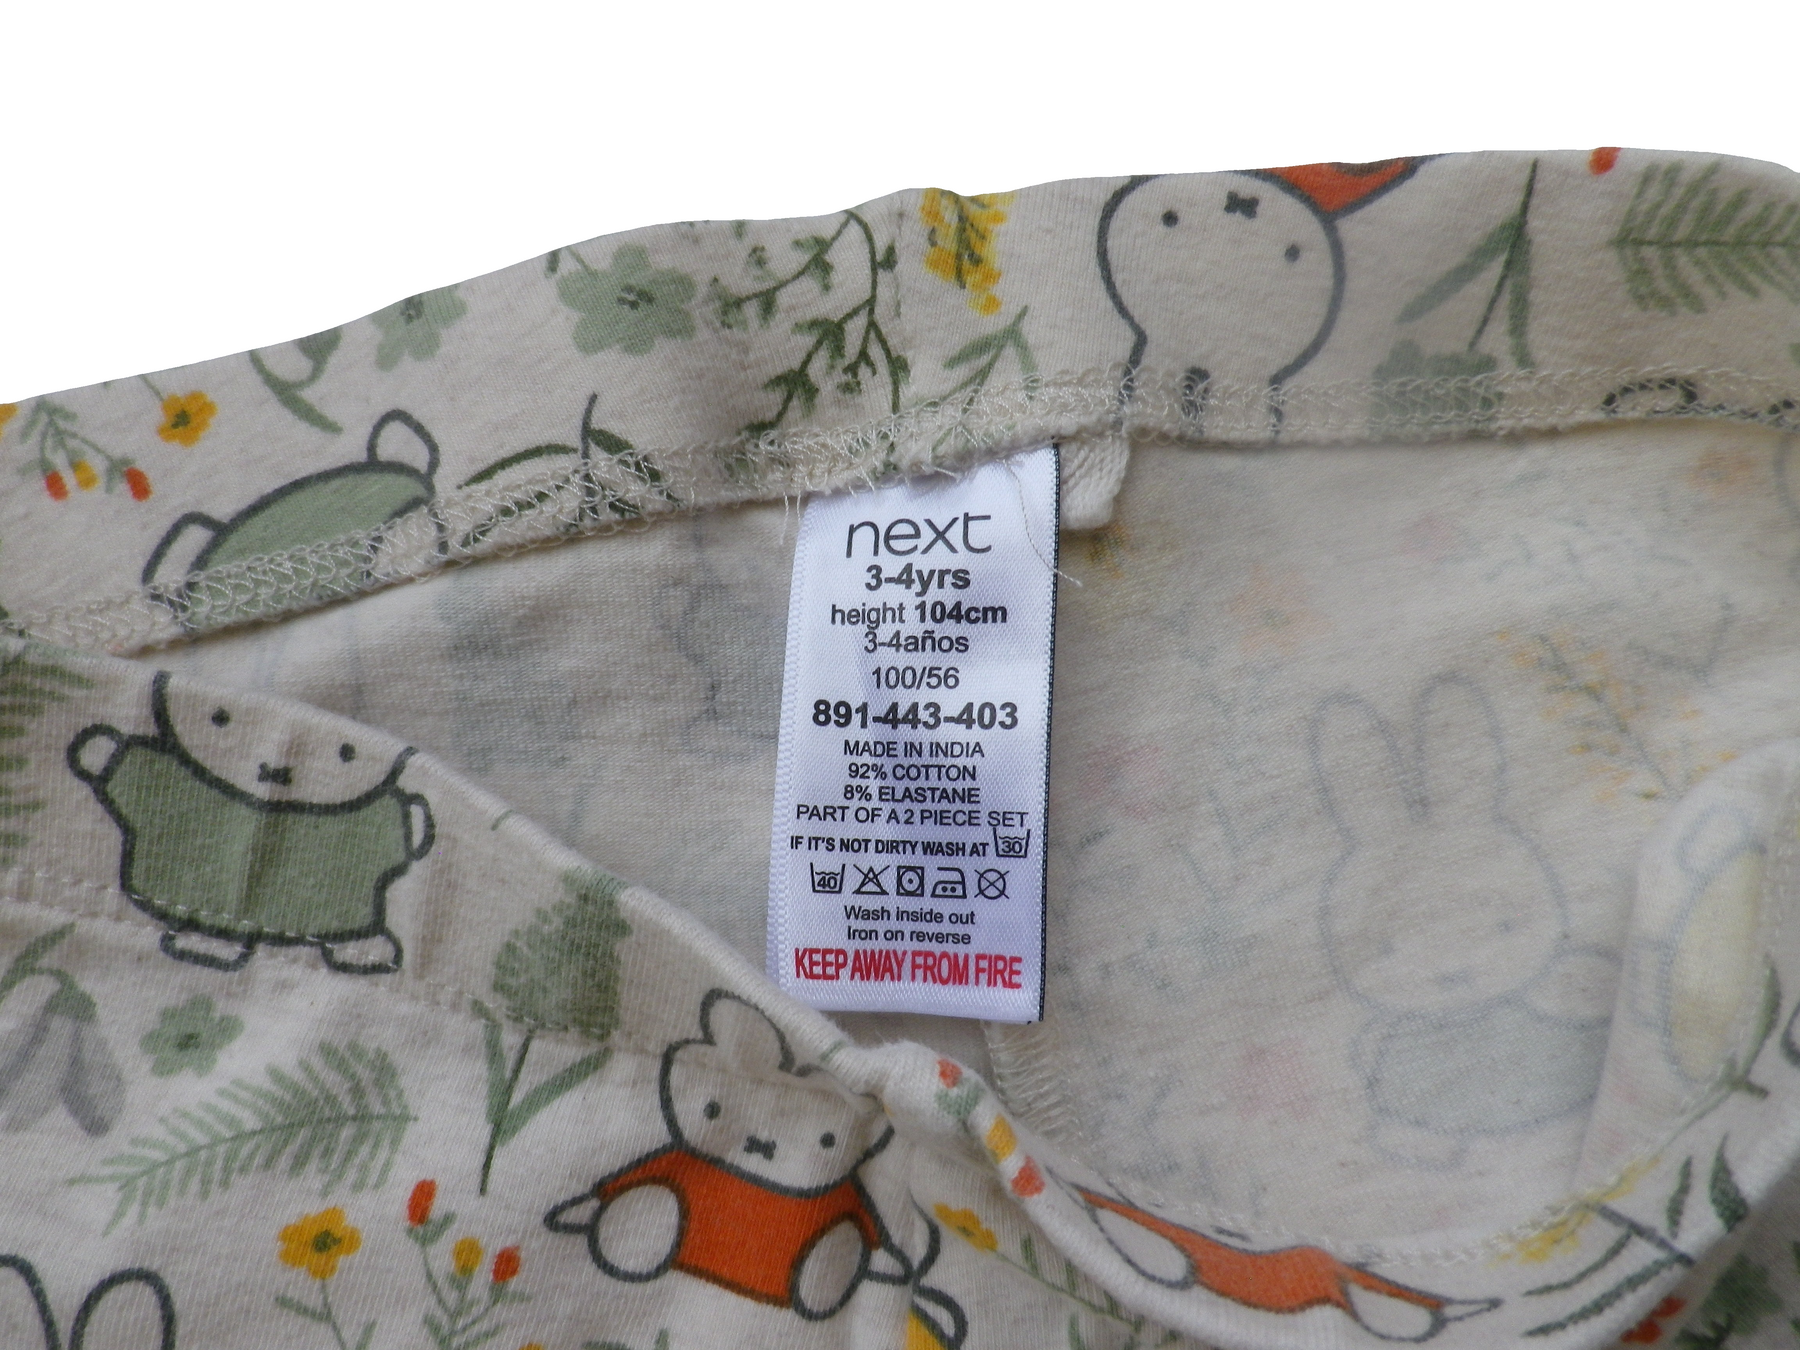 next
3-4yrs
height 104cm
3-4años
100/56
891-443-403
MADE IN INDIA
92% COTTON
8% ELASTANE
PART OF A 2 PIECE SET
IF IT'S NOT DIRTY WASH AT 30
40
Wash inside out
Iron on reverse
KEEP AWAY FROM FIRE